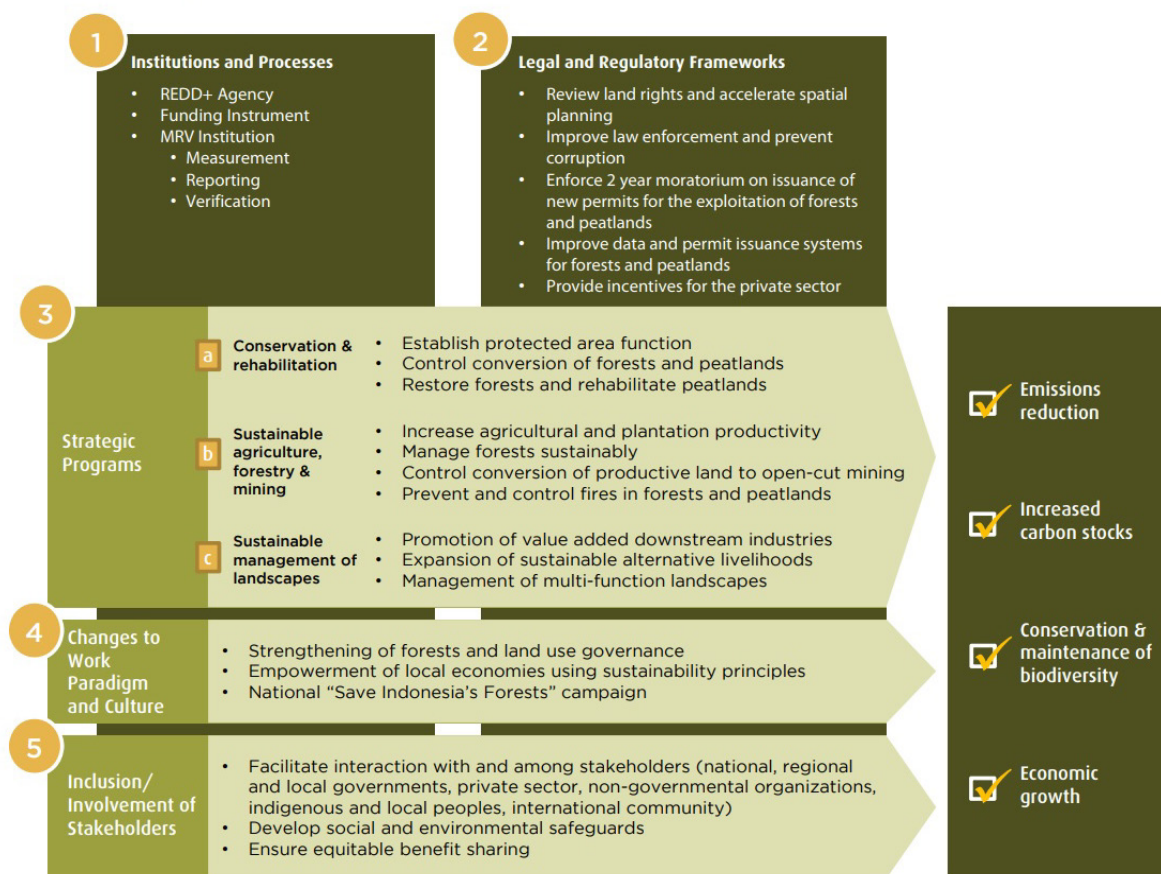 1
Institutions and Processes
• REDD+ Agency
• Funding Instrument
• MRV Institution
• Measurement
• Reporting
• Verification
2
Legal and Regulatory Frameworks
• Review land rights and accelerate spatial
planning
• Improve law enforcement and prevent
corruption
• Enforce 2 year moratorium on issuance of
new permits for the exploitation of forests
and peatlands
• Improve data and permit issuance systems
for forests and peatlands
• Provide incentives for the private sector
3
Strategic
Programs
a
Conservation &
rehabilitation
• Establish protected area function
• Control conversion of forests and peatlands
• Restore forests and rehabilitate peatlands
b
Sustainable
agriculture,
forestry &
mining
• Increase agricultural and plantation productivity
• Manage forests sustainably
• Control conversion of productive land to open-cut mining
• Prevent and control fires in forests and peatlands
c
Sustainable
management of
landscapes
• Promotion of value added downstream industries
• Expansion of sustainable alternative livelihoods
• Management of multi-function landscapes
4
Changes to
Work
Paradigm
and Culture
• Strengthening of forests and land use governance
• Empowerment of local economies using sustainability principles
• National “Save Indonesia’s Forests” campaign
5
Inclusion/
Involvement of
Stakeholders
• Facilitate interaction with and among stakeholders (national, regional
and local governments, private sector, non-governmental organizations,
indigenous and local peoples, international community)
• Develop social and environmental safeguards
• Ensure equitable benefit sharing
Emissions
reduction
Increased
carbon stocks
Conservation &
maintenance of
biodiversity
Economic
growth